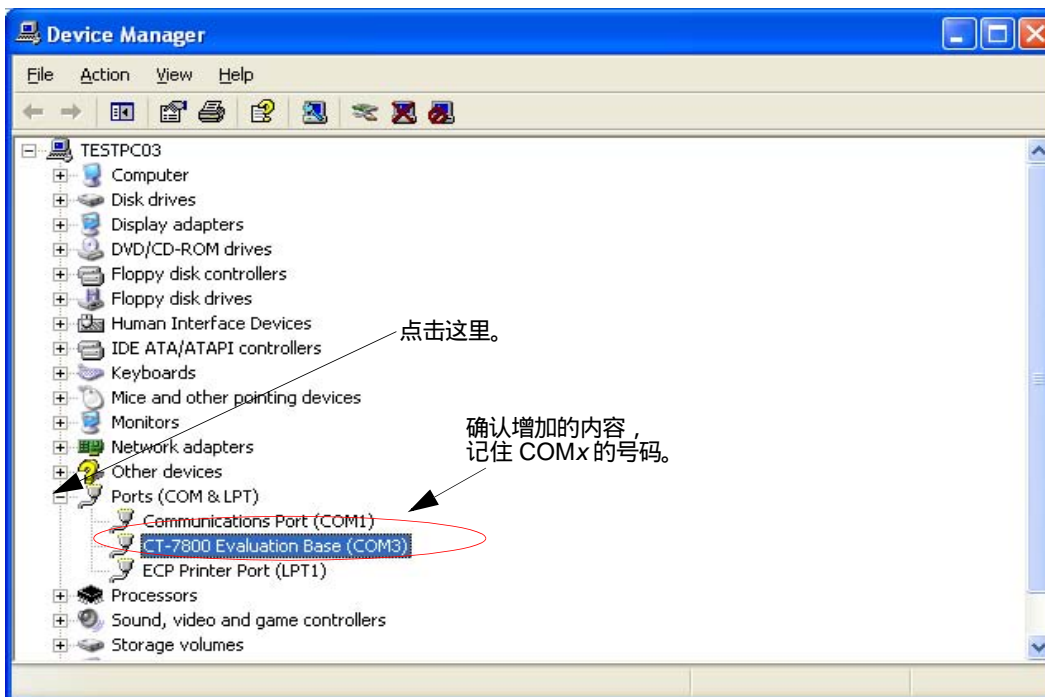 Device Manager
File Action View Help
TESTPC03
Computer
Disk drives
Display adapters
DVD/CD-ROM drives
Floppy disk controllers
Floppy disk drives
Human Interface Devices
点击这里。
IDE ATA/ATAPI controllers
Keyboards
Mice and other pointing devices
Monitors
确认增加的内容，
记住 COMx 的号码。
Network adapters
Other devices
Ports (COM & LPT)
Communications Port (COM1)
CT-7800 Evaluation Base (COM3)
ECP Printer Port (LPT1)
Processors
Sound, video and game controllers
Storage volumes